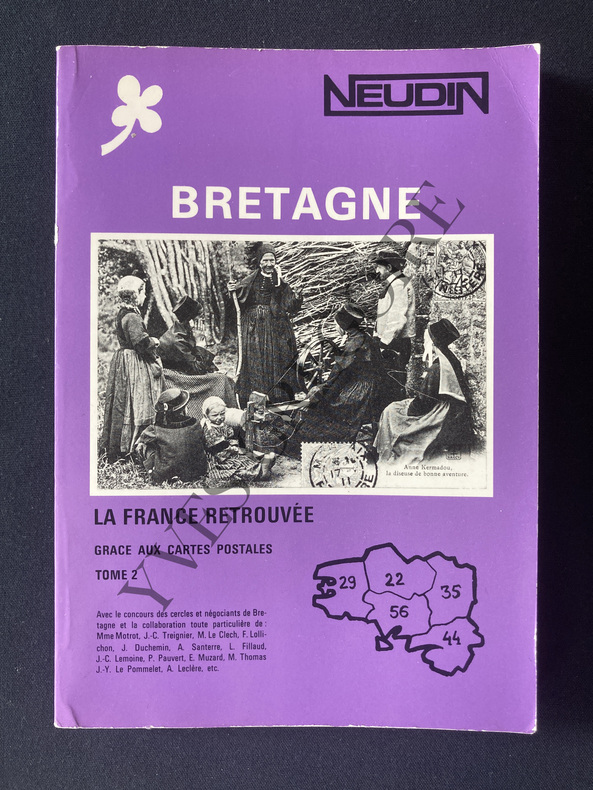 NEUDIN
BRETAGNE
Anne Kermadou,
la diseuse de bonne aventure.
LA FRANCE RETROUVÉE
GRACE AUX CARTES POSTALES
TOME 2
Avec le concours des cercles et négociants de Bre-
tagne et la collaboration toute particulière de :
Mme Motrot, J.-C. Treignier, M. Le Clech, F. Lolli-
chon, J. Duchemin, A. Santerre, L. Fillaud,
J.-C. Lemoine, P. Pauvert, E. Muzard, M. Thomas
J.-Y. Le Pommelet, A. Leclére, etc.
29
22
35
56
44